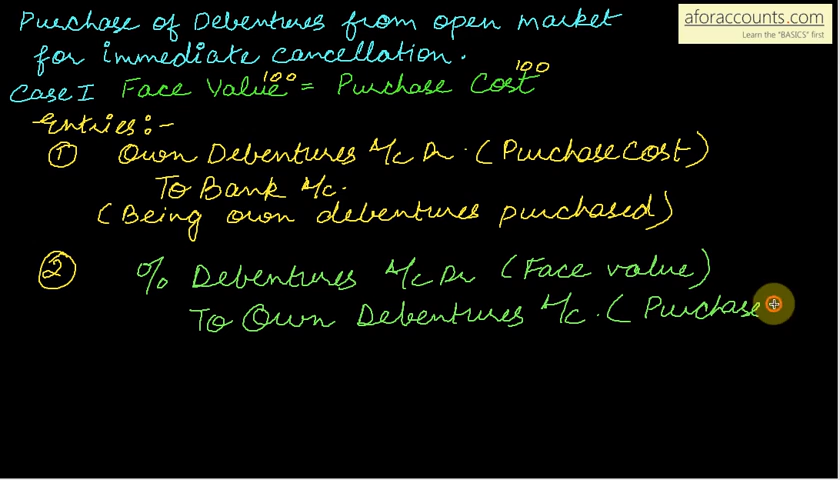 aforaccounts.com
Learn the "BASICS" first
Purchase of Debentures from open market
for immediate cancellation.
100 100
Case I Face Value = Purchase Cost
Entries:-
① Own Debentures A/c Dr. (Purchase Cost)
To Bank A/c.
(Being own debentures purchased)
② % Debentures A/c Dr (Face value)
To Own Debentures A/c. (Purchase